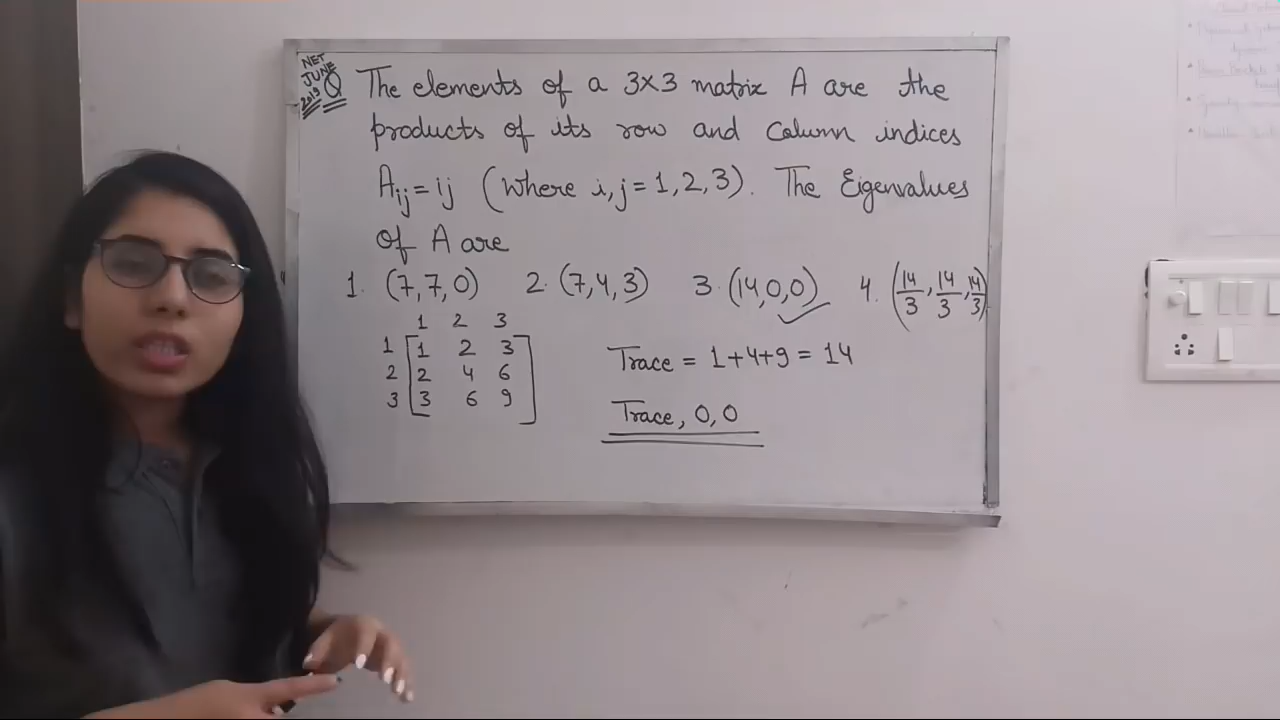 NET
JUNE
2019
Q The elements of a 3×3 matrix A are the
products of its row and column indices
Aij = ij (where i, j = 1, 2, 3). The Eigenvalues
of A are
1. (7, 7, 0) 2. (7, 4, 3) 3. (14, 0, 0) 4. (14/3, 14/3, 14/3)
1 2 3
1 [1 2 3]
2 [2 4 6]
3 [3 6 9]
Trace = 1+4+9 = 14
Trace, 0, 0